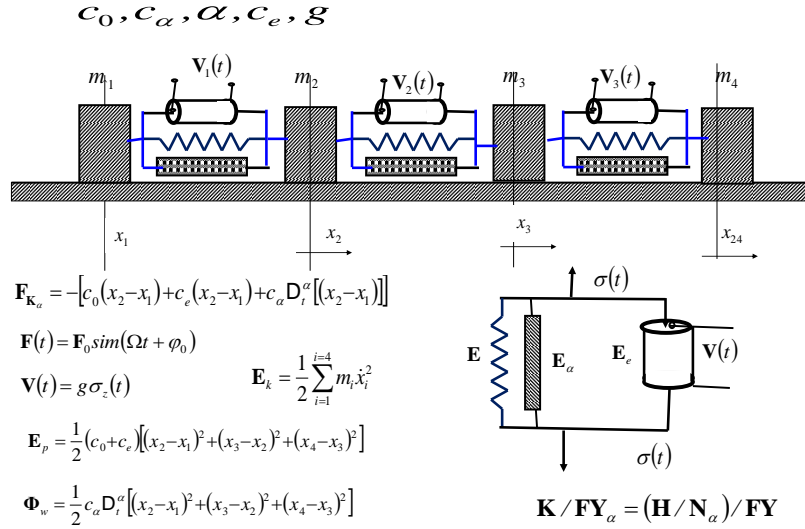 c₀, c_α, α, c_e, g
V₁(t) V₂(t) V₃(t)
m₁ m₂ m₃ m₄
x₁ x₂ x₃ x₂₄
F_{K_α} = −[c₀(x₂−x₁)+c_e(x₂−x₁)+c_α D_t^α[(x₂−x₁)]]
F(t) = F₀sim(Ωt + φ₀)
V(t) = gσ_z(t)
E_k = 1/2 ∑_{i=1}^{i=4} m_i ẋ_i²
E_p = 1/2 (c₀+c_e)[(x₂−x₁)²+(x₃−x₂)²+(x₄−x₃)²]
Φ_w = 1/2 c_α D_t^α[(x₂−x₁)²+(x₃−x₂)²+(x₄−x₃)²]
σ(t)
E E_α E_e V(t)
σ(t)
K / FY_α = (H / N_α) / FY